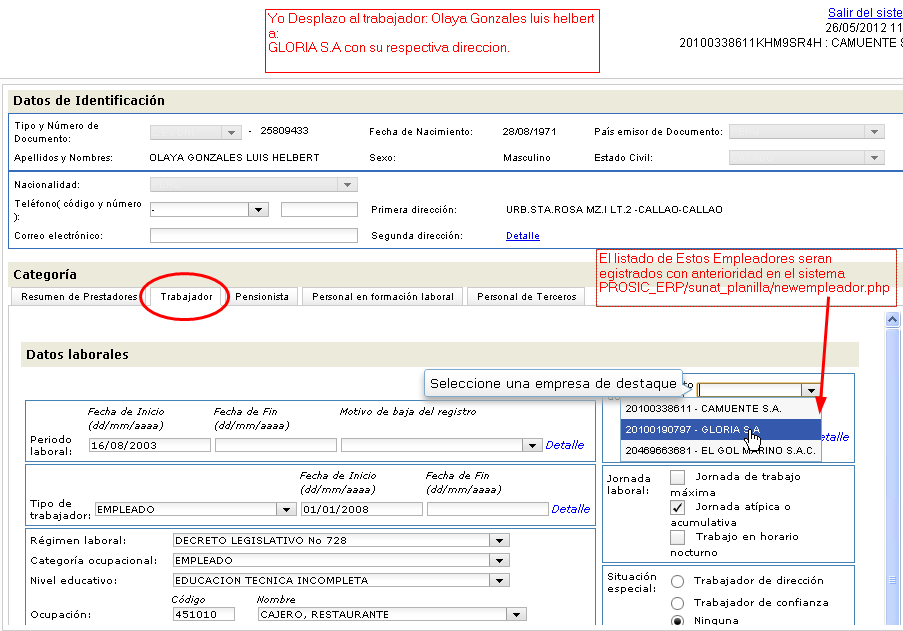 Yo Desplazo al trabajador: Olaya Gonzales luis helbert
a:
GLORIA S.A con su respectiva direccion.
Salir del siste
26/05/2012 11
20100338611KHM9SR4H : CAMUENTE S
Datos de Identificación
Tipo y Número de
Documento:
- 25809433
Fecha de Nacimiento: 28/08/1971
País emisor de Documento:
Apellidos y Nombres: OLAYA GONZALES LUIS HELBERT
Sexo: Masculino
Estado Civil:
Nacionalidad:
Teléfono( código y número
):
-
Primera dirección: URB.STA.ROSA MZ.I LT.2 -CALLAO-CALLAO
Correo electrónico:
Segunda dirección: Detalle
El listado de Estos Empleadores seran
egistrados con anterioridad en el sistema
PROSIC_ERP/sunat_planilla/newempleador.php
Categoría
Resumen de Prestadores
Trabajador
Pensionista
Personal en formación laboral
Personal de Terceros
Datos laborales
Seleccione una empresa de destaque
to
20100338611 - CAMUENTE S.A.
20100190797 - GLORIA S.A
20469663681 - EL GOL MARINO S.A.C.
etalle
Fecha de Inicio
(dd/mm/aaaa)
Fecha de Fin
(dd/mm/aaaa)
Motivo de baja del registro
Periodo
laboral:
16/08/2003
Detalle
Fecha de Inicio
(dd/mm/aaaa)
Fecha de Fin
(dd/mm/aaaa)
Tipo de
trabajador:
EMPLEADO
01/01/2008
Detalle
Jornada
laboral:
Jornada de trabajo
máxima
Jornada atípica o
acumulativa
Trabajo en horario
nocturno
Régimen laboral: DECRETO LEGISLATIVO No 728
Categoría ocupacional: EMPLEADO
Nivel educativo: EDUCACION TECNICA INCOMPLETA
Código
Nombre
Ocupación: 451010 CAJERO, RESTAURANTE
Situación
especial:
Trabajador de dirección
Trabajador de confianza
Ninguna